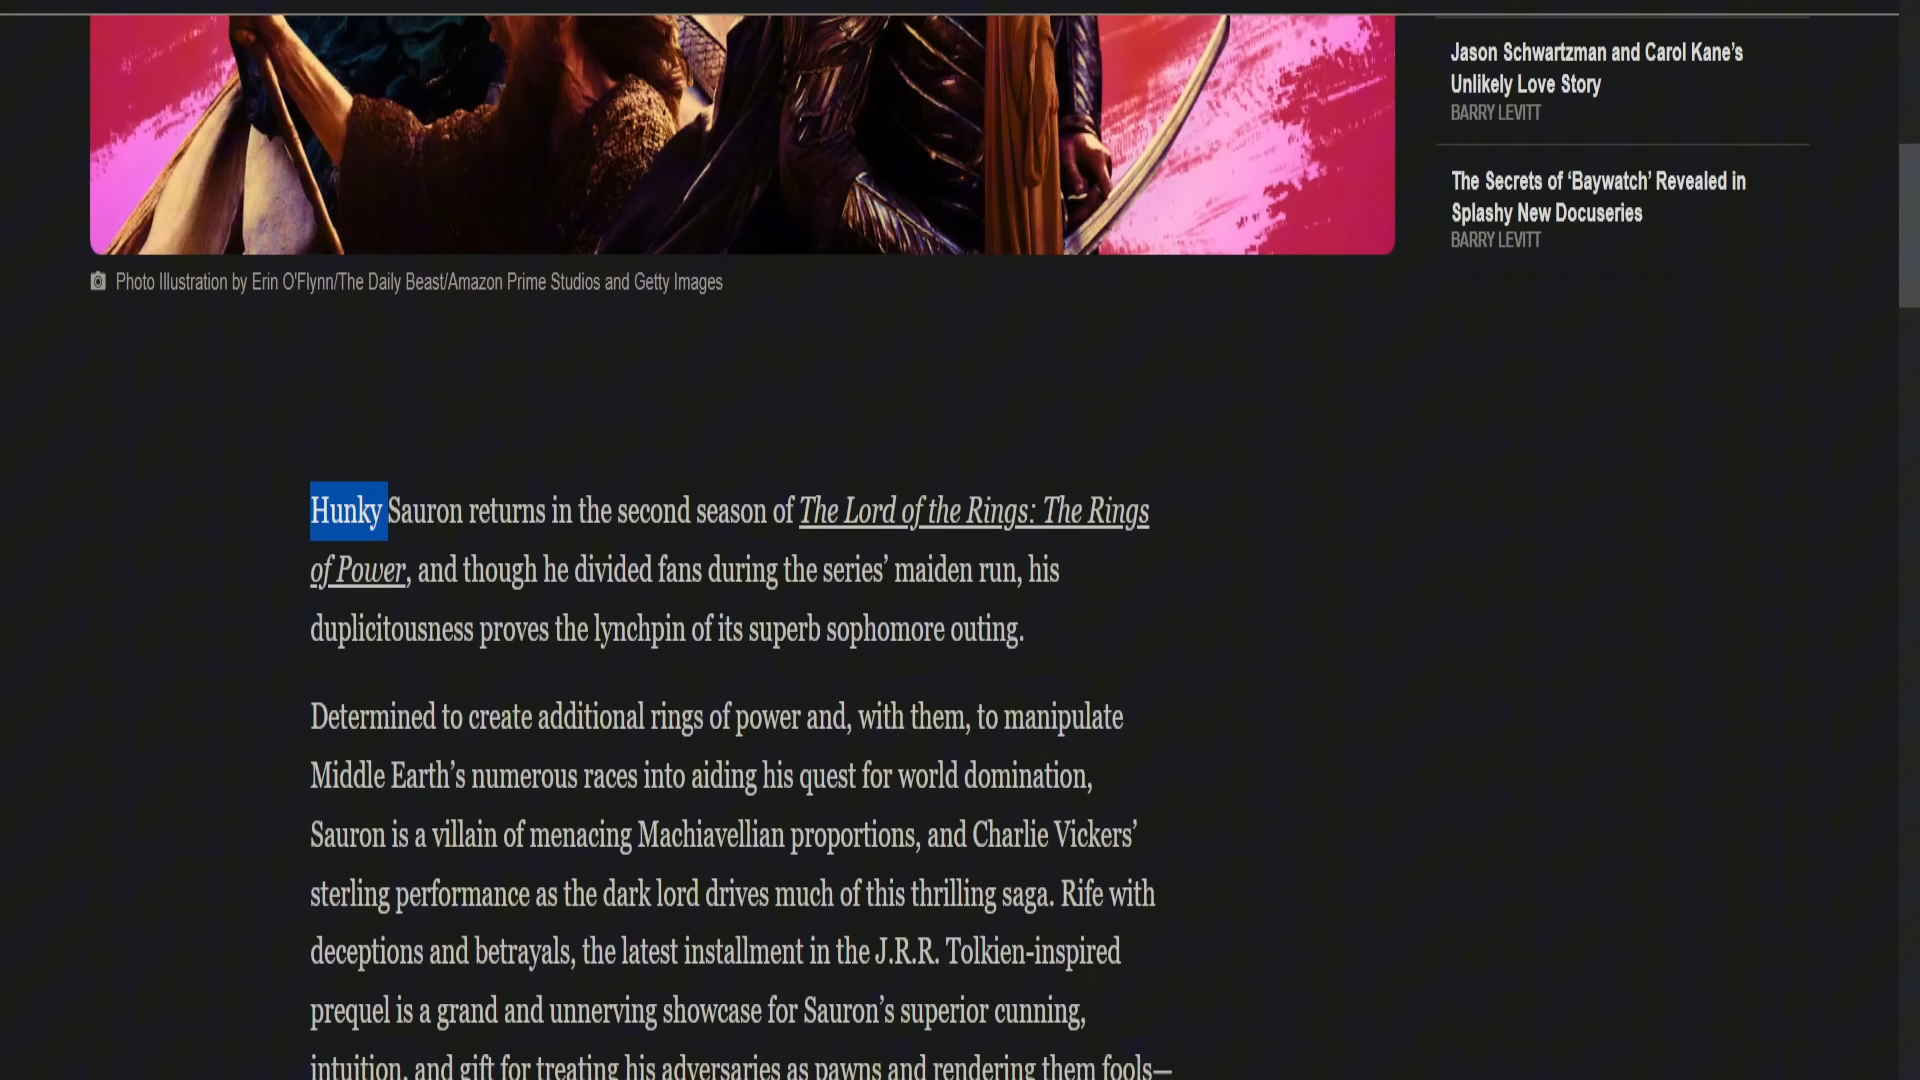 Jason Schwartzman and Carol Kane’s
Unlikely Love Story
BARRY LEVITT
The Secrets of ‘Baywatch’ Revealed in
Splashy New Docuseries
BARRY LEVITT
Photo Illustration by Erin O'Flynn/The Daily Beast/Amazon Prime Studios and Getty Images
Hunky Sauron returns in the second season of The Lord of the Rings: The Rings
of Power, and though he divided fans during the series’ maiden run, his
duplicitousness proves the lynchpin of its superb sophomore outing.
Determined to create additional rings of power and, with them, to manipulate
Middle Earth’s numerous races into aiding his quest for world domination,
Sauron is a villain of menacing Machiavellian proportions, and Charlie Vickers’
sterling performance as the dark lord drives much of this thrilling saga. Rife with
deceptions and betrayals, the latest installment in the J.R.R. Tolkien-inspired
prequel is a grand and unnerving showcase for Sauron’s superior cunning,
intuition, and gift for treating his adversaries as pawns and rendering them fools—